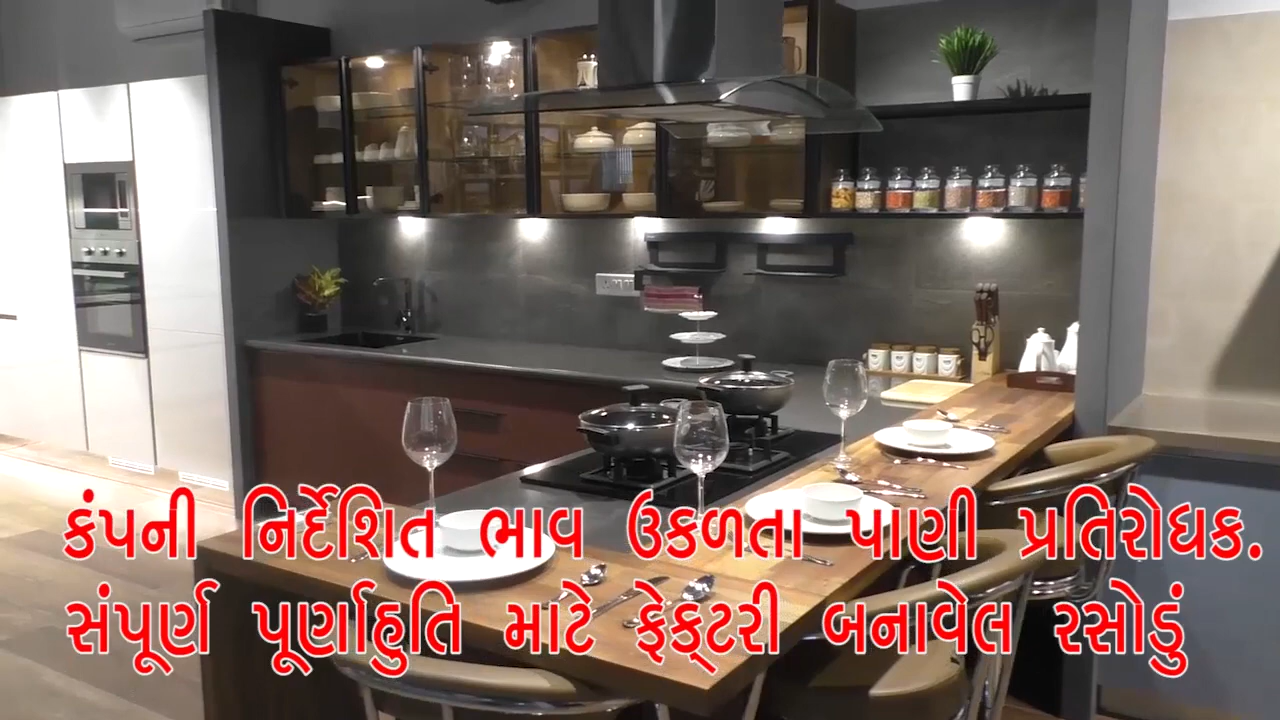 કંપની નિર્દેશિત ભાવ ઉકળતા પાણી પ્રતિરોધક.
સંપૂર્ણ પૂર્ણાહુતિ માટે ફેક્ટરી બનાવેલ રસોડું